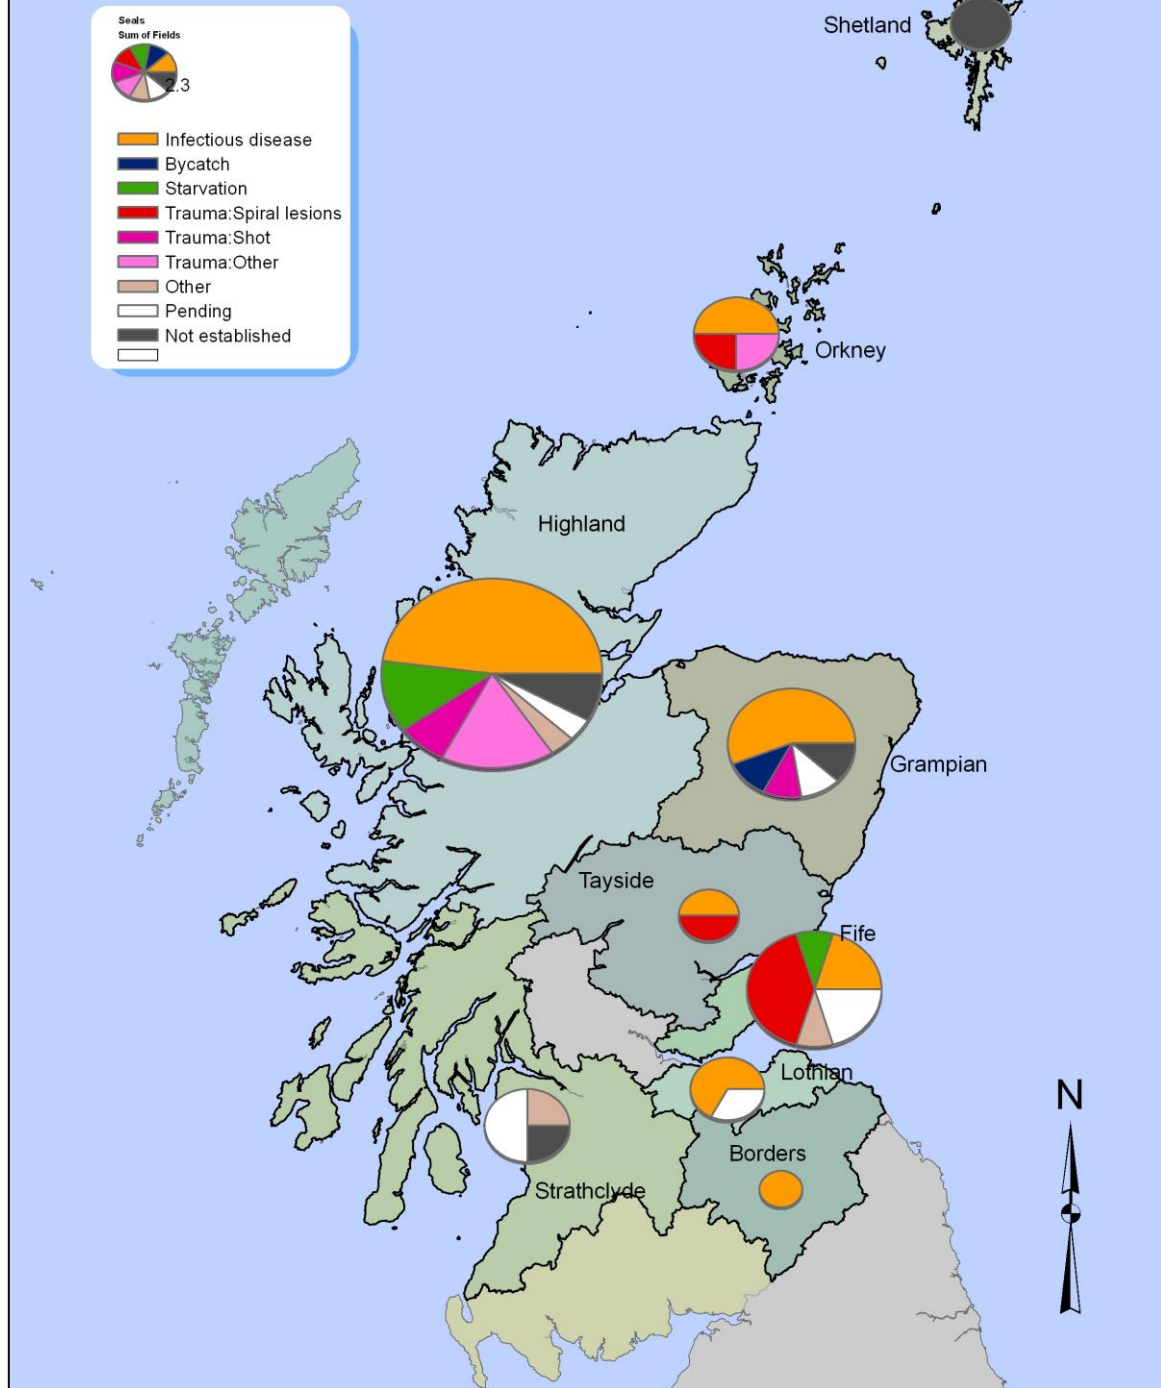 Seals
Sum of Fields
2.3
Infectious disease
Bycatch
Starvation
Trauma:Spiral lesions
Trauma:Shot
Trauma:Other
Other
Pending
Not established
Shetland
Orkney
Highland
Grampian
Tayside
Fife
Lothian
Borders
Strathclyde
N